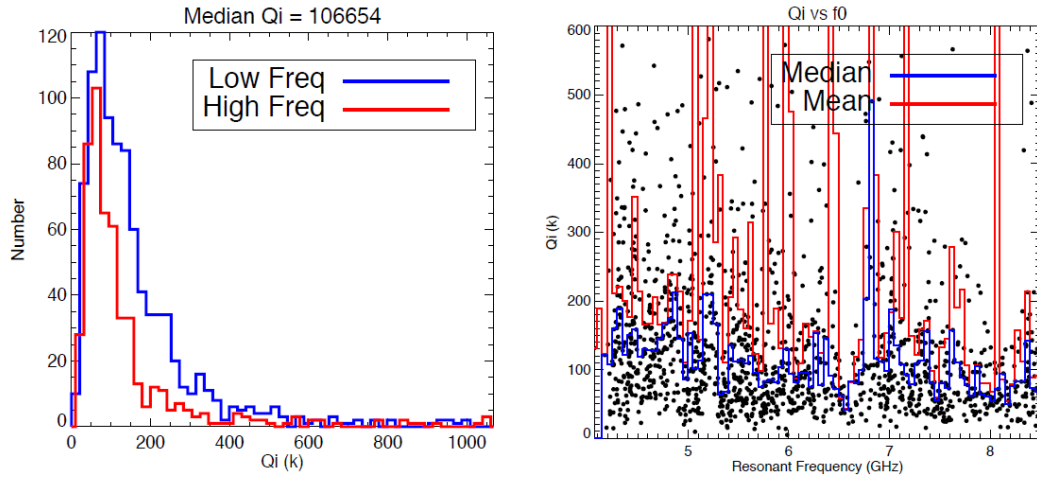 Median Qi = 106654
120
100
80
60
40
20
0
Number
Low Freq
High Freq
0
200
400
600
800
1000
Qi (k)
Qi vs f0
600
500
400
300
200
100
0
Qi (k)
Median
Mean
5
6
7
8
Resonant Frequency (GHz)